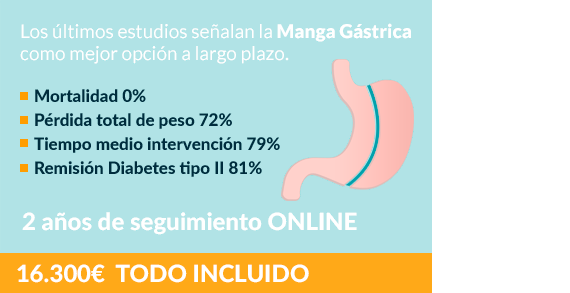 Los últimos estudios señalan la Manga Gástrica
como mejor opción a largo plazo.
Mortalidad 0%
Pérdida total de peso 72%
Tiempo medio intervención 79%
Remisión Diabetes tipo II 81%
2 años de seguimiento ONLINE
16.300€ TODO INCLUIDO